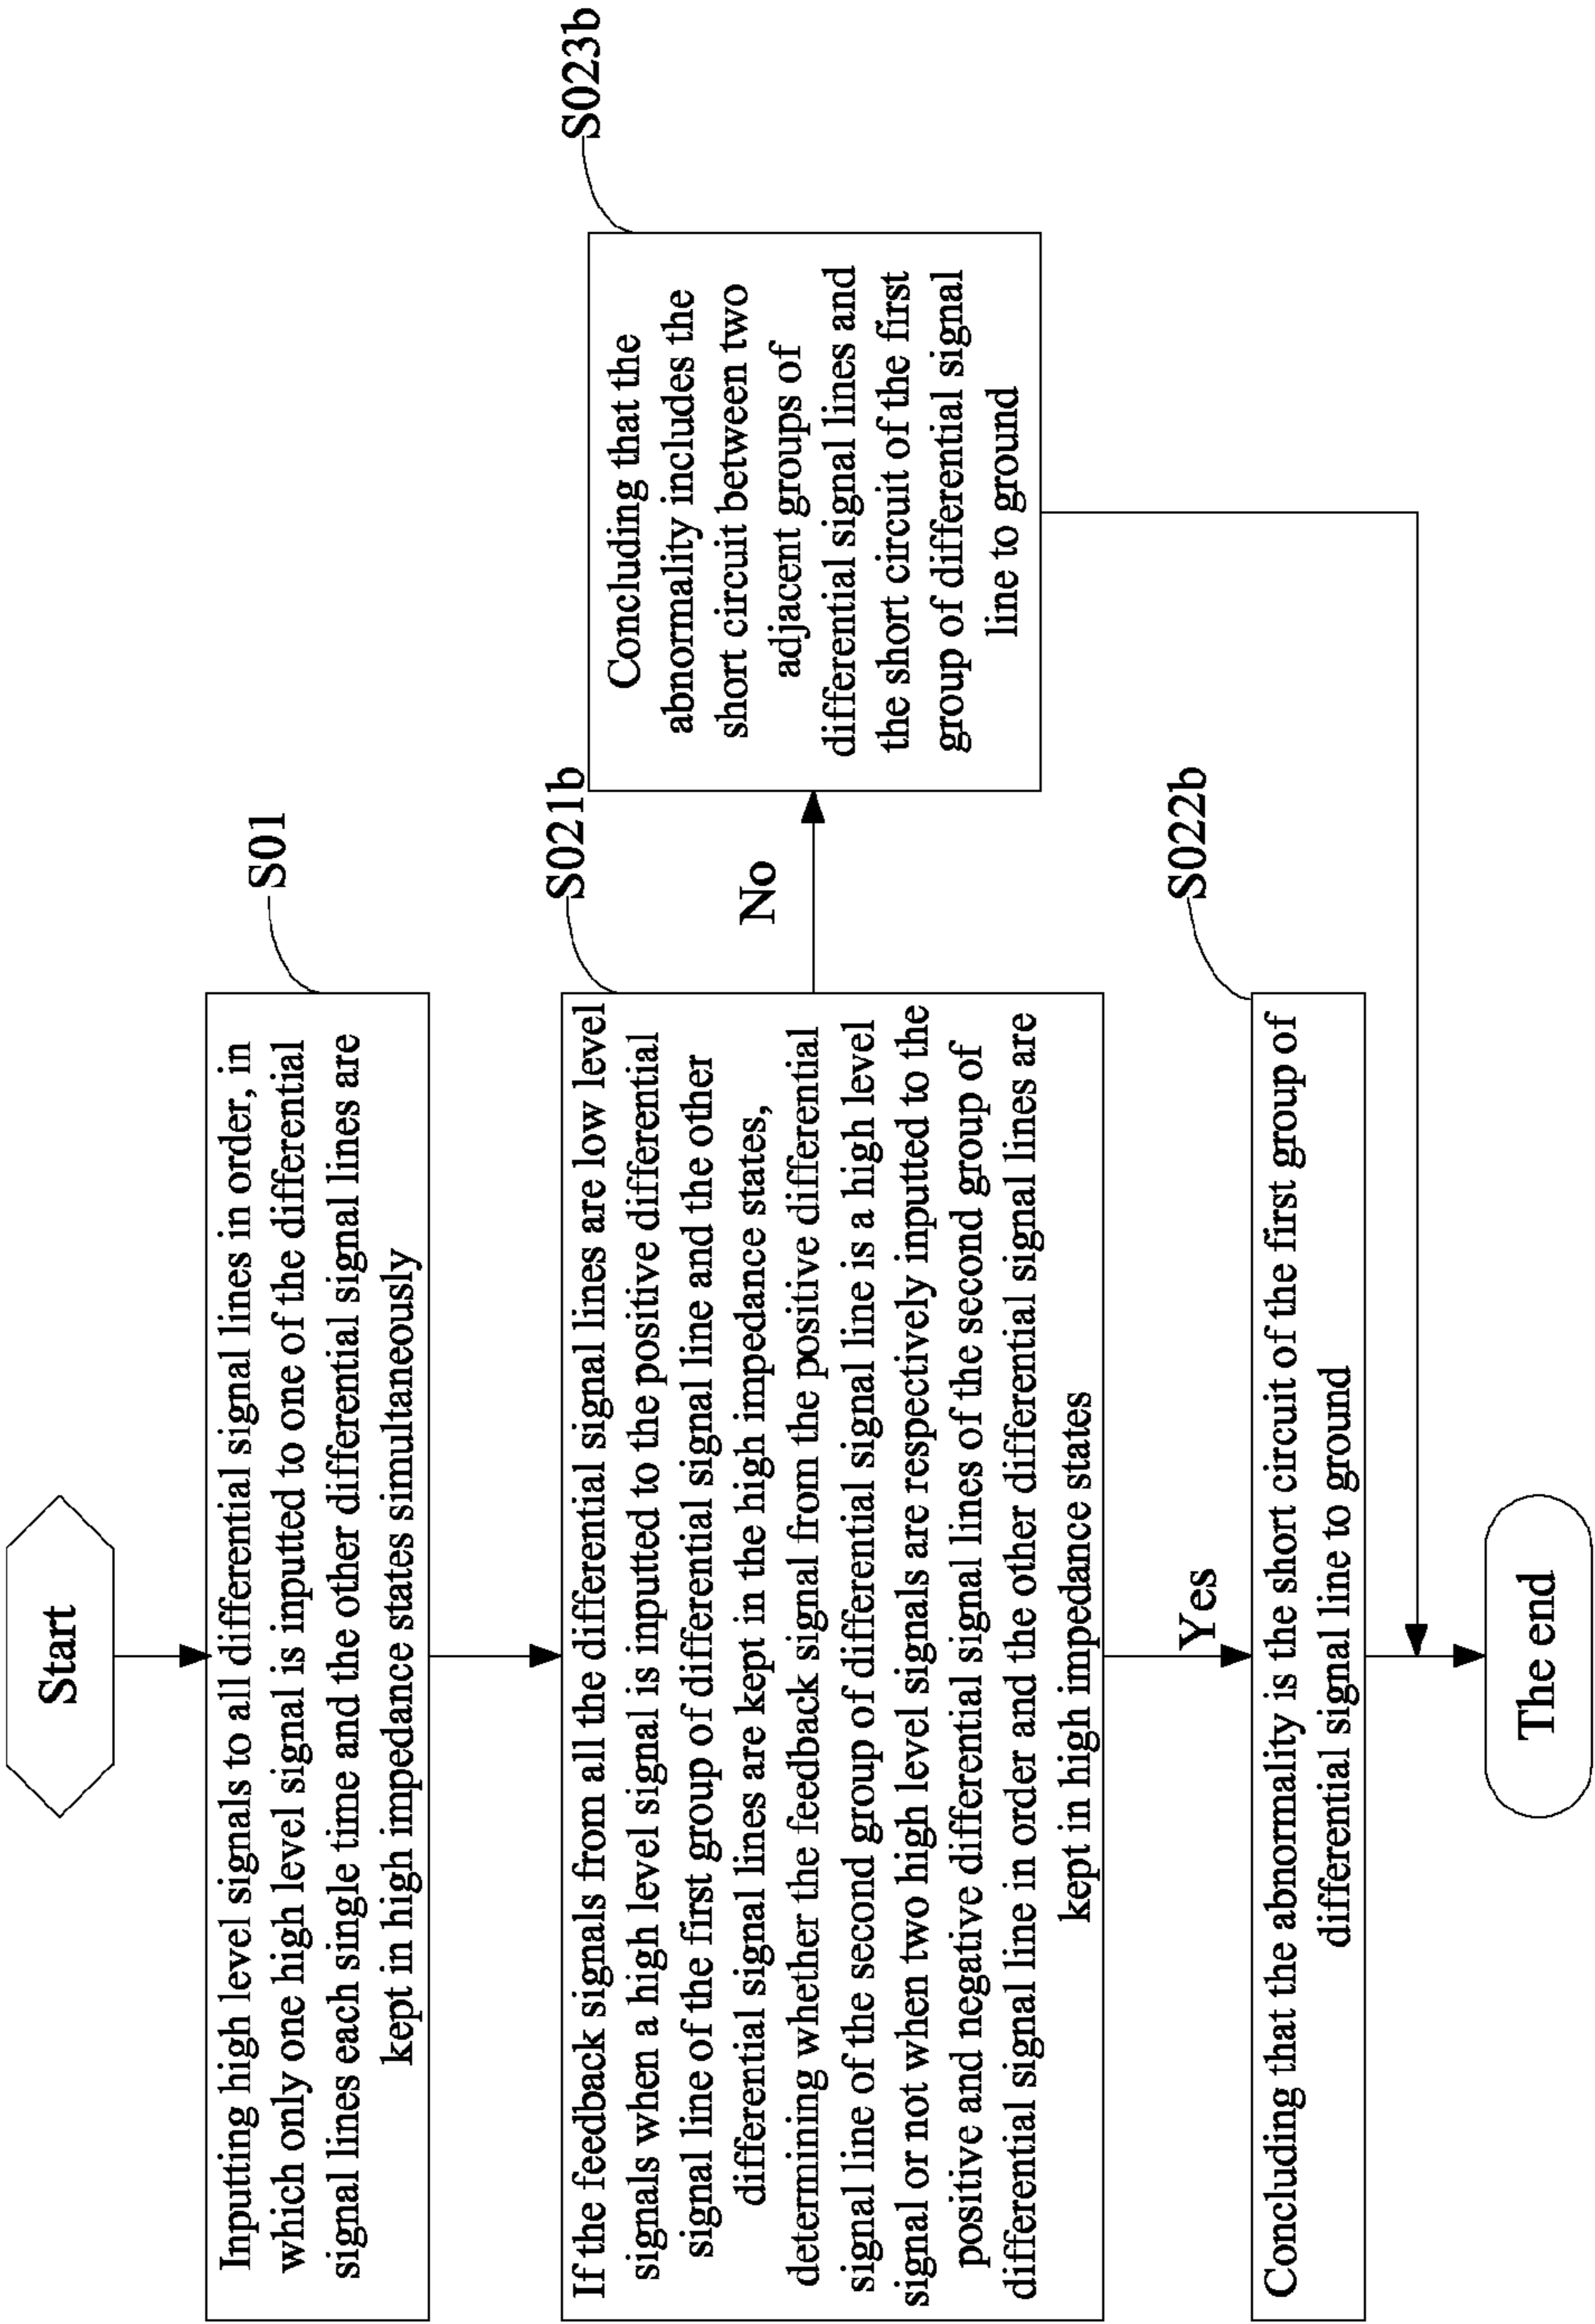 Start
S01
Inputting high level signals to all differential signal lines in order, in
which only one high level signal is inputted to one of the differential
signal lines each single time and the other differential signal lines are
kept in high impedance states simultaneously
S021b
If the feedback signals from all the differential signal lines are low level
signals when a high level signal is inputted to the positive differential
signal line of the first group of differential signal line and the other
differential signal lines are kept in the high impedance states,
determining whether the feedback signal from the positive differential
signal line of the second group of differential signal line is a high level
signal or not when two high level signals are respectively inputted to the
positive and negative differential signal lines of the second group of
differential signal line in order and the other differential signal lines are
kept in high impedance states
No
S023b
Concluding that the
abnormality includes the
short circuit between two
adjacent groups of
differential signal lines and
the short circuit of the first
group of differential signal
line to ground
Yes
S022b
Concluding that the abnormality is the short circuit of the first group of
differential signal line to ground
The end